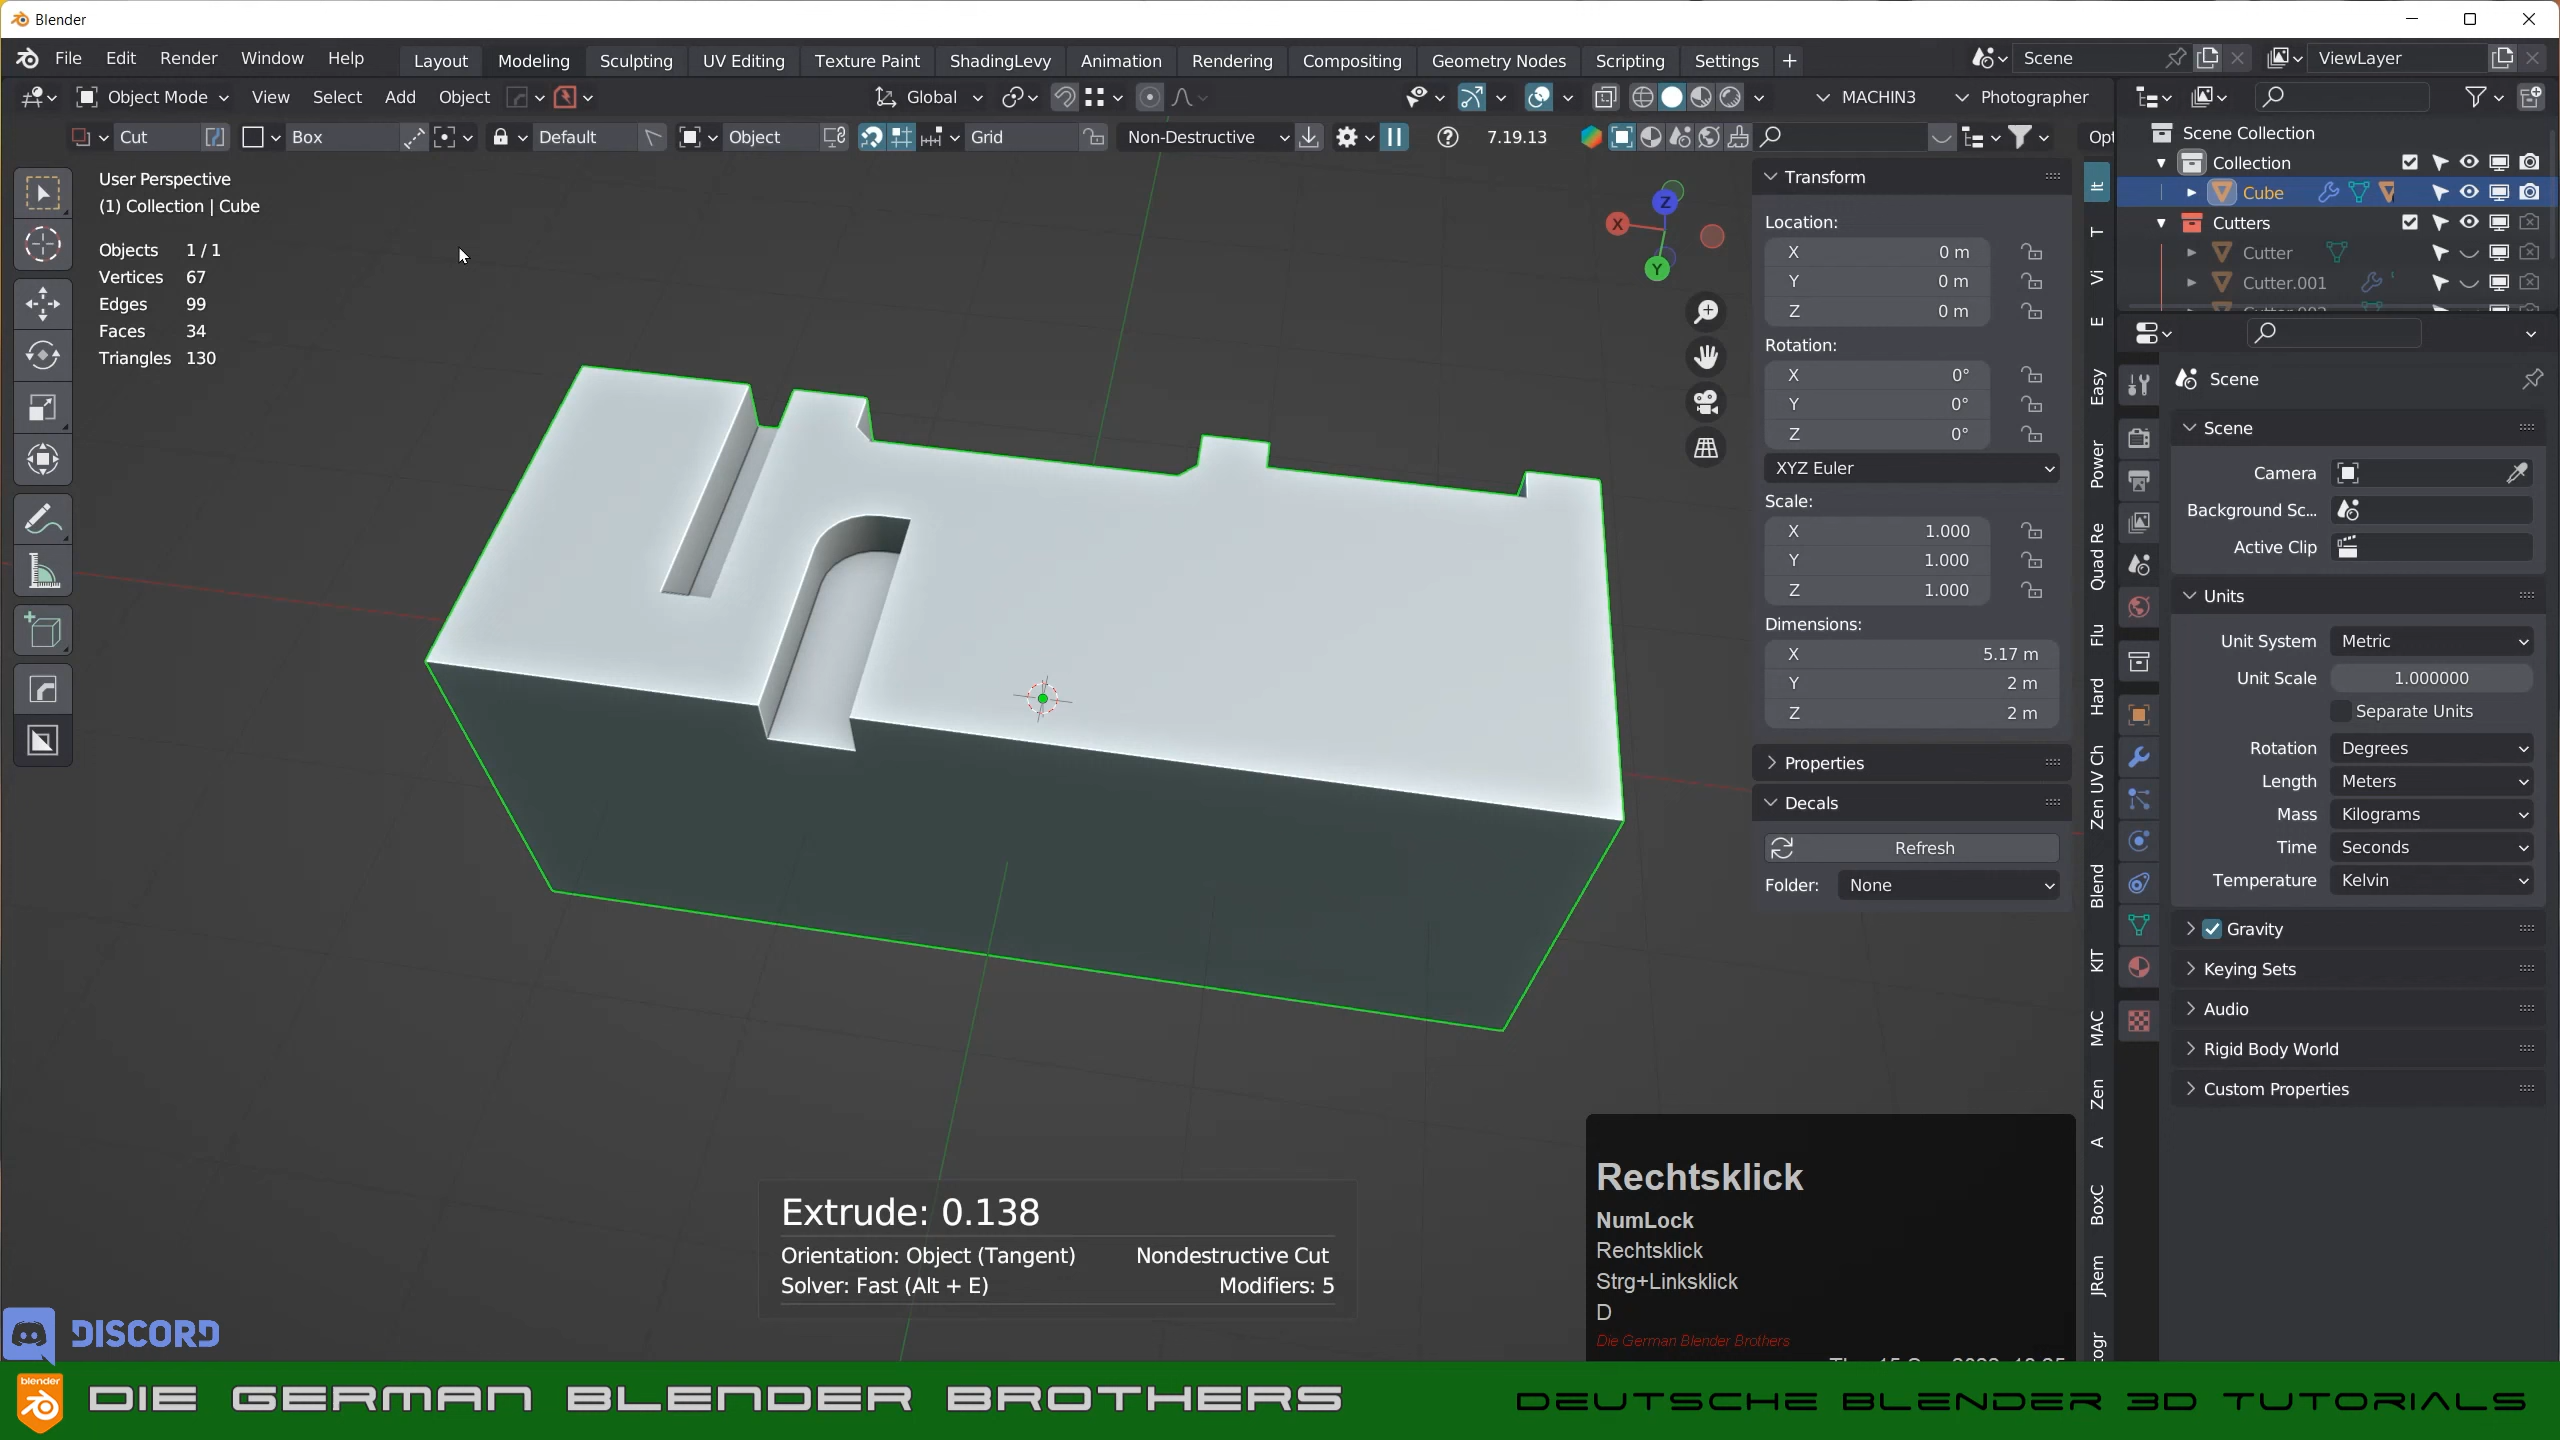 Blender
File Edit Render Window Help Layout Modeling Sculpting UV Editing Texture Paint ShadingLevy Animation Rendering Compositing Geometry Nodes Scripting Settings + Scene ViewLayer
Object Mode View Select Add Object Global MACHIN3 Photographer
Cut Box Default Object Grid Non-Destructive 7.19.13 Opt
User Perspective
(1) Collection | Cube
Objects 1 / 1
Vertices 67
Edges 99
Faces 34
Triangles 130
X
Z
Y
Transform
Location:
X 0 m
Y 0 m
Z 0 m
Rotation:
X 0°
Y 0°
Z 0°
XYZ Euler
Scale:
X 1.000
Y 1.000
Z 1.000
Dimensions:
X 5.17 m
Y 2 m
Z 2 m
Properties
Decals
Refresh
Folder: None
It
T
Vi
E
Easy
Power
Quad Re
Flu
Hard
Zen UV Ch
Blend
KIT
MAC
Zen
A
BoxC
JRem
togr
Scene Collection
Collection
Cube
Cutters
Cutter
Cutter.001
Scene
Scene
Camera
Background Sc...
Active Clip
Units
Unit System Metric
Unit Scale 1.000000
Separate Units
Rotation Degrees
Length Meters
Mass Kilograms
Time Seconds
Temperature Kelvin
Gravity
Keying Sets
Audio
Rigid Body World
Custom Properties
Extrude: 0.138
Orientation: Object (Tangent) Nondestructive Cut
Solver: Fast (Alt + E) Modifiers: 5
Rechtsklick
NumLock
Rechtsklick
Strg+Linksklick
D
Die German Blender Brothers
DISCORD
blender
DIE GERMAN BLENDER BROTHERS DEUTSCHE BLENDER 3D TUTORIALS